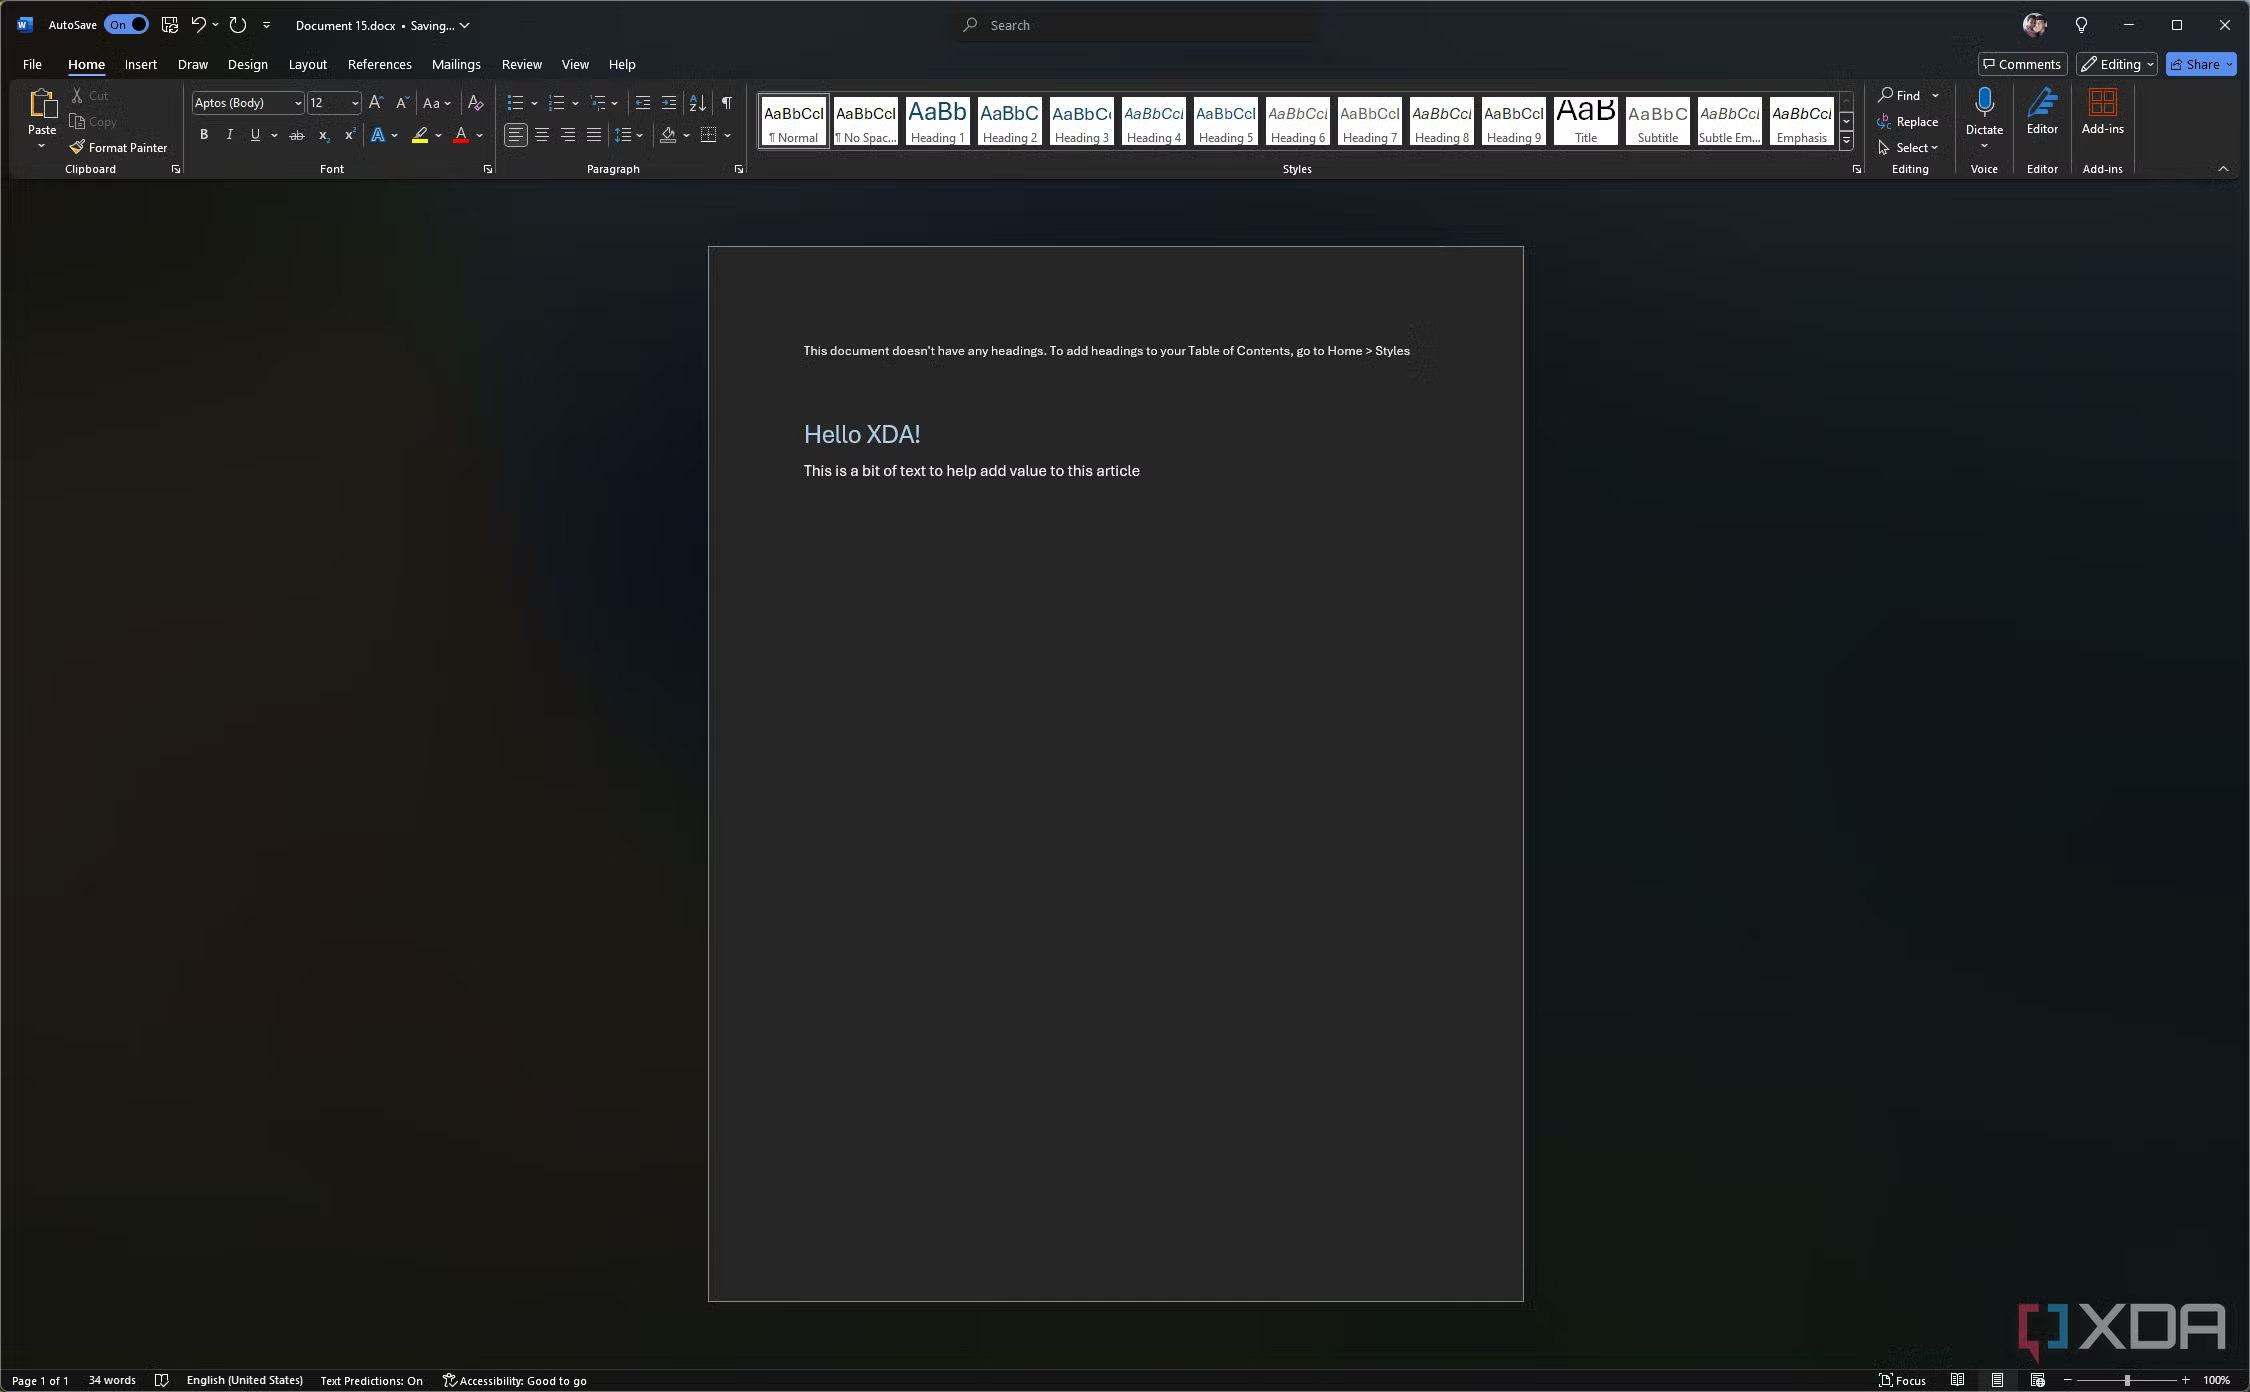 AutoSave On Document 15.docx • Saving... Search
File Home Insert Draw Design Layout References Mailings Review View Help Comments Editing Share
Paste
Cut
Copy
Format Painter
Clipboard
Aptos (Body) 12 Aa
B I U ab x₂ x² A A
Font
Paragraph
AaBbCcI AaBbCcI AaBb AaBbC AaBbC AaBbCcI AaBbCcI AaBbCcI AaBbCcI AaBbCcI AaBbCcI AaB AaBbC AaBbCcI AaBbCcI
¶ Normal ¶ No Spac... Heading 1 Heading 2 Heading 3 Heading 4 Heading 5 Heading 6 Heading 7 Heading 8 Heading 9 Title Subtitle Subtle Em... Emphasis
Styles
Find
Replace
Select
Editing
Dictate
Voice
Editor
Editor
Add-ins
Add-ins
This document doesn't have any headings. To add headings to your Table of Contents, go to Home > Styles
Hello XDA!
This is a bit of text to help add value to this article
XDA
Page 1 of 1 34 words English (United States) Text Predictions: On Accessibility: Good to go Focus 100%